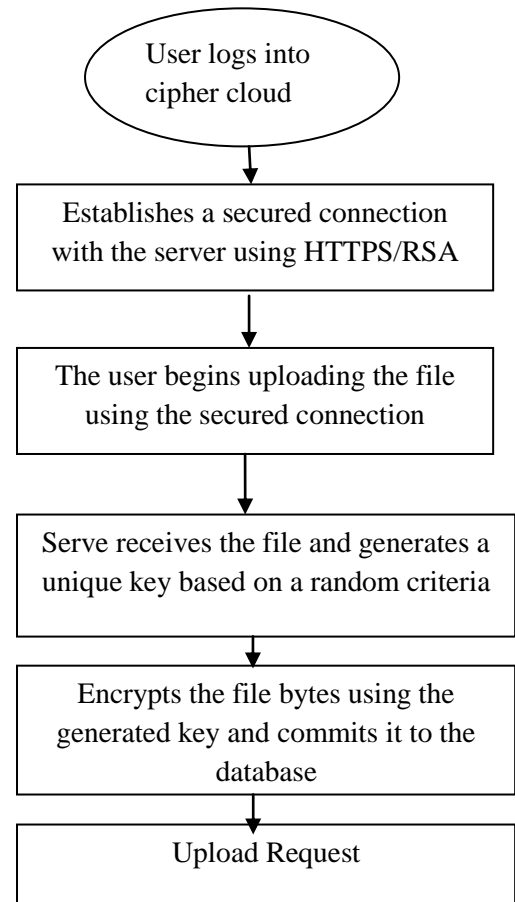 User logs into
cipher cloud
Establishes a secured connection
with the server using HTTPS/RSA
The user begins uploading the file
using the secured connection
Serve receives the file and generates a
unique key based on a random criteria
Encrypts the file bytes using the
generated key and commits it to the
database
Upload Request